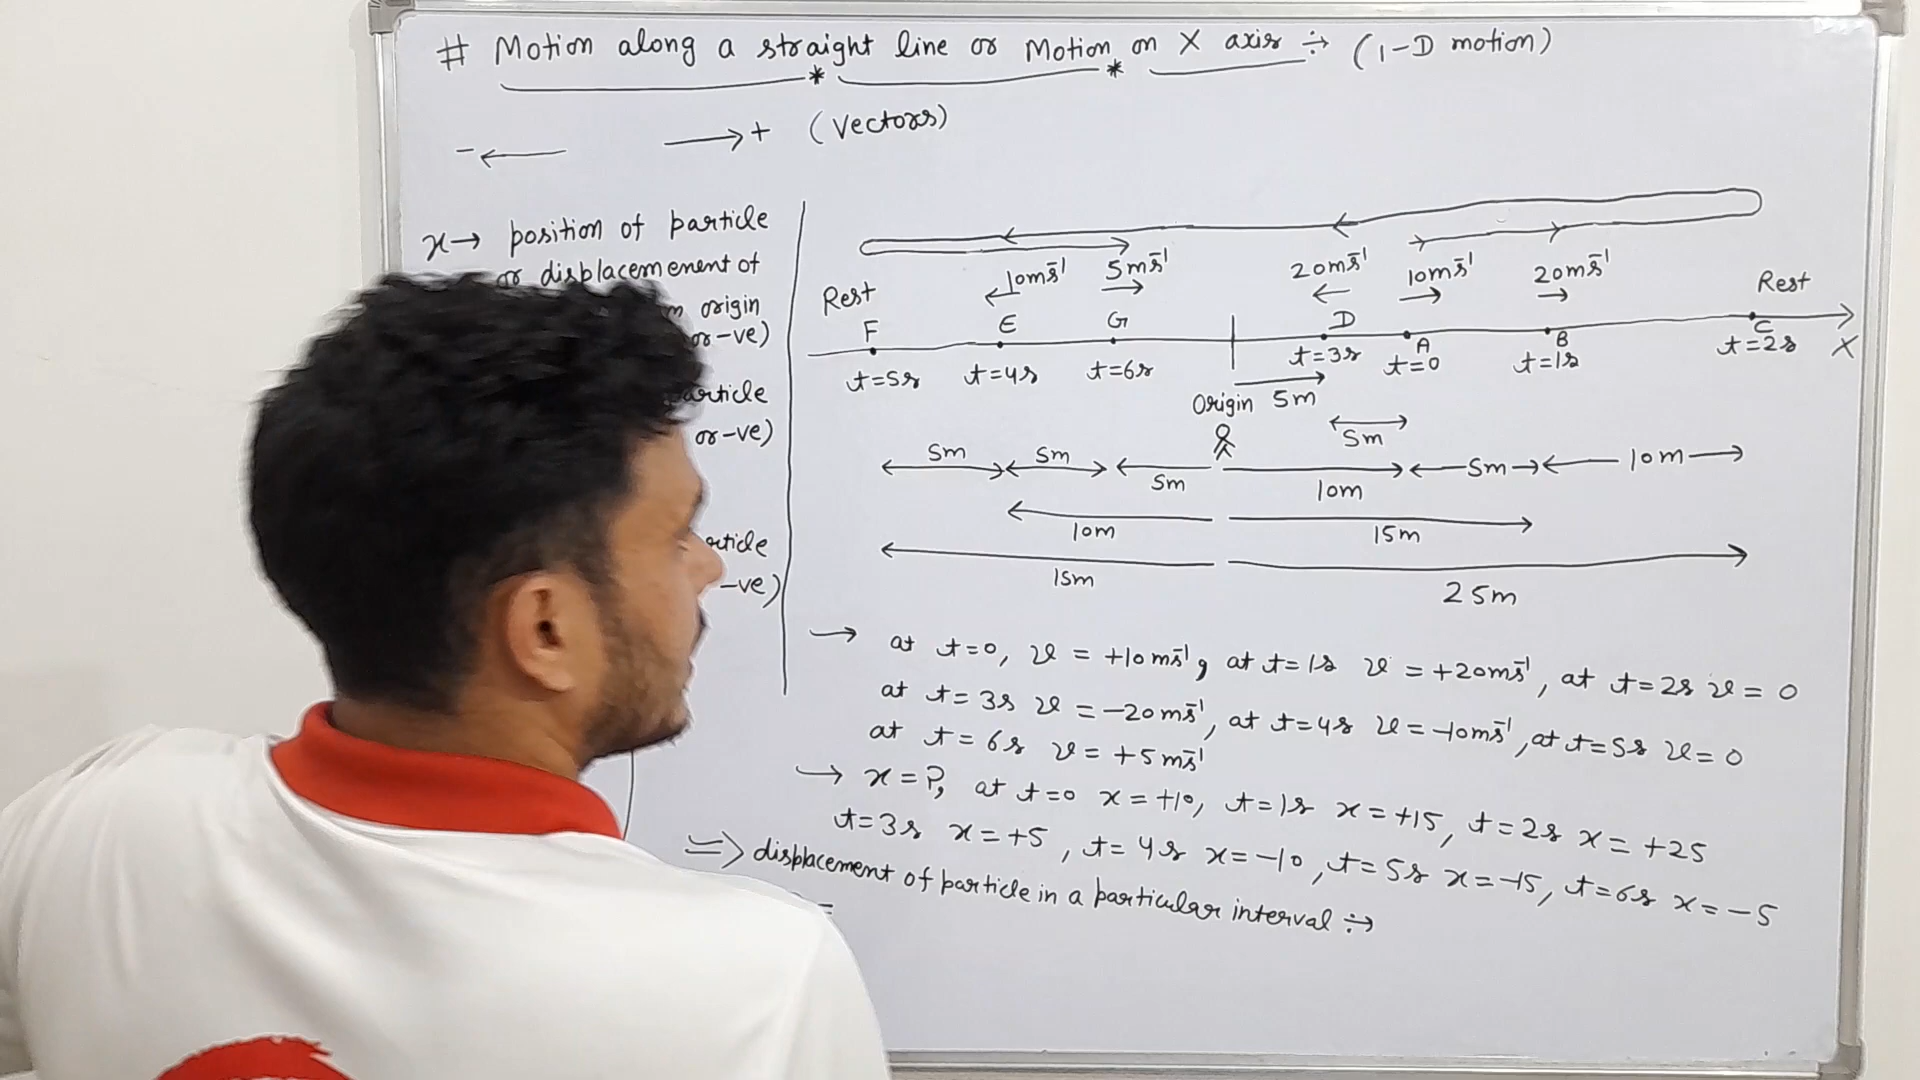 # Motion along a straight line or Motion on X axis ÷→ (1-D motion)
- ← → + (Vectors)
x→ position of particle
or displacemenent of
origin
or -ve)
particle
or -ve)
-ve)
Rest
F
t=5s
10ms⁻¹
E
t=4s
5ms⁻¹
G
t=6s
Origin
20ms⁻¹
D
t=3s
10ms⁻¹
A
t=0
20ms⁻¹
B
t=1s
Rest
C
t=2s
X
5m
5m
5m 5m 5m 10m 5m 10m
10m 15m
15m 25m
→ at t=0, v = +10ms⁻¹, at t=1s v = +20ms⁻¹, at t=2s v = 0
at t=3s v = -20ms⁻¹, at t=4s v = -10ms⁻¹, at t=5s v = 0
at t=6s v = +5ms⁻¹
→ x=?, at t=0 x=+10, t=1s x=+15, t=2s x=+25
t=3s x=+5, t=4s x=-10, t=5s x=-15, t=6s x=-5
=> displacement of particle in a particular interval ÷→
=